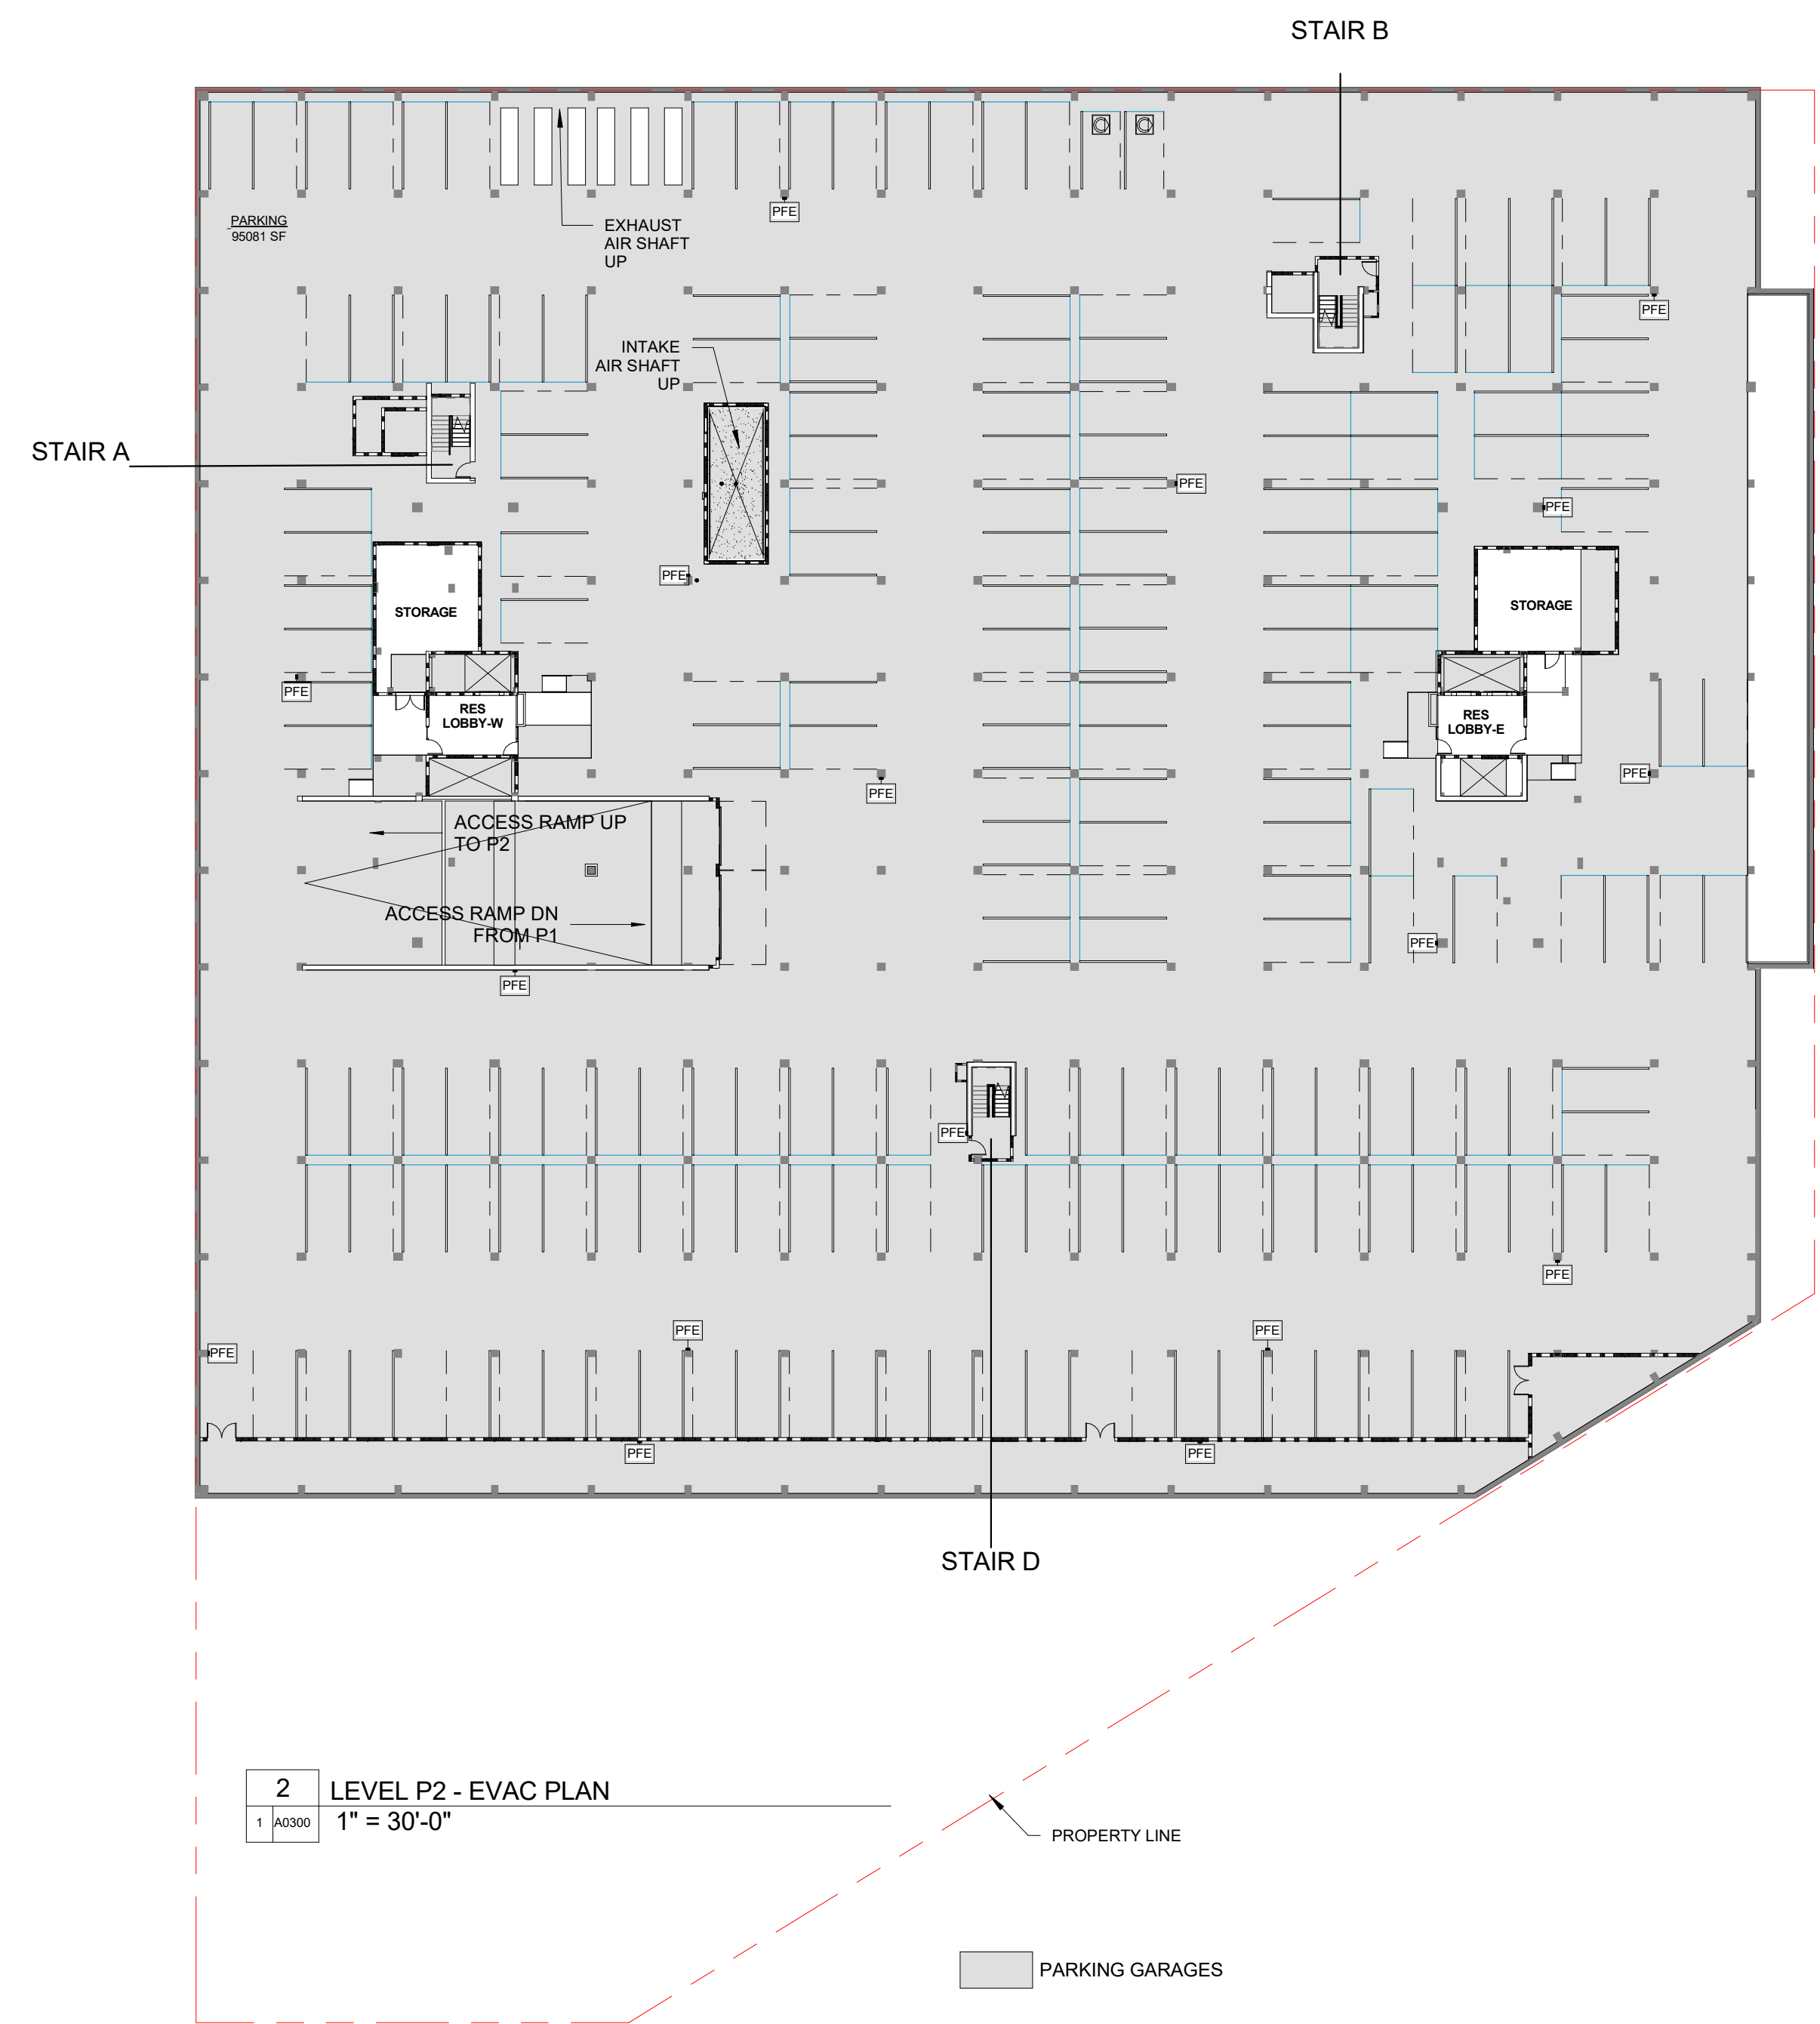 STAIR B
PARKING
95081 SF
EXHAUST
AIR SHAFT
UP
PFE
PFE
INTAKE
AIR SHAFT
UP
STAIR A
PFE
PFE
PFE
STORAGE
STORAGE
PFE
RES
LOBBY-W
RES
LOBBY-E
PFE
PFE
ACCESS RAMP UP
TO P2
ACCESS RAMP DN
FROM P1
PFE
PFE
PFE
PFE
PFE
PFE
PFE
PFE
PFE
STAIR D
2
LEVEL P2 - EVAC PLAN
1 A0300
1" = 30'-0"
PROPERTY LINE
PARKING GARAGES